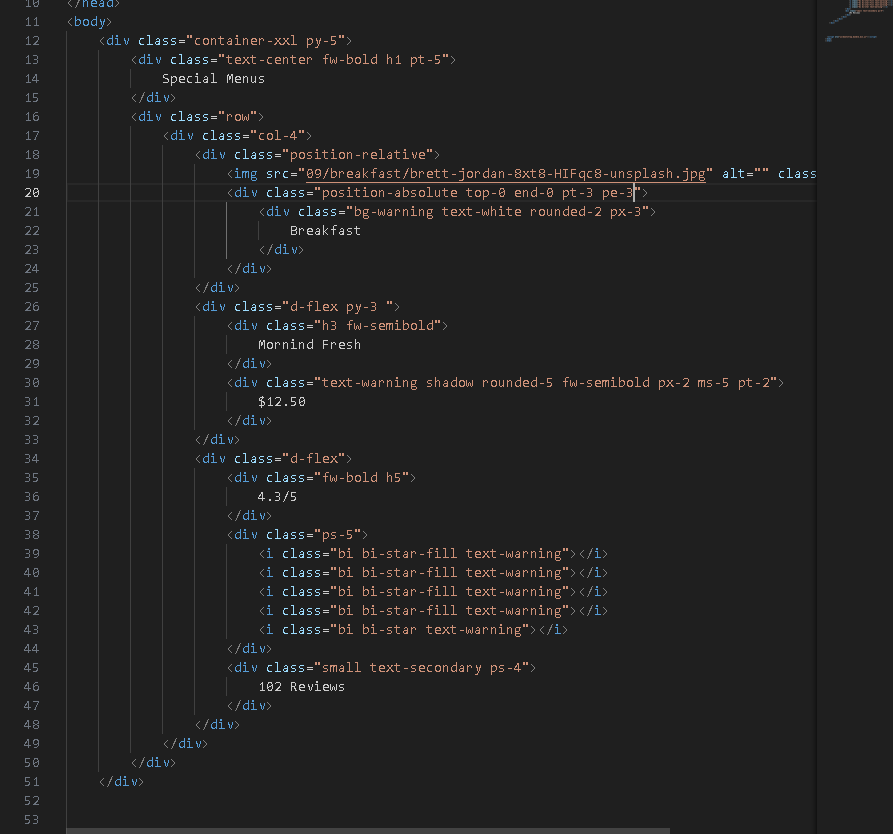 10 </head>
11 <body>
12 <div class="container-xxl py-5">
13 <div class="text-center fw-bold h1 pt-5">
14 Special Menus
15 </div>
16 <div class="row">
17 <div class="col-4">
18 <div class="position-relative">
19 <img src="09/breakfast/brett-jordan-8xt8-HIFqc8-unsplash.jpg" alt="" class
20 <div class="position-absolute top-0 end-0 pt-3 pe-3">
21 <div class="bg-warning text-white rounded-2 px-3">
22 Breakfast
23 </div>
24 </div>
25 </div>
26 <div class="d-flex py-3 ">
27 <div class="h3 fw-semibold">
28 Mornind Fresh
29 </div>
30 <div class="text-warning shadow rounded-5 fw-semibold px-2 ms-5 pt-2">
31 $12.50
32 </div>
33 </div>
34 <div class="d-flex">
35 <div class="fw-bold h5">
36 4.3/5
37 </div>
38 <div class="ps-5">
39 <i class="bi bi-star-fill text-warning"></i>
40 <i class="bi bi-star-fill text-warning"></i>
41 <i class="bi bi-star-fill text-warning"></i>
42 <i class="bi bi-star-fill text-warning"></i>
43 <i class="bi bi-star text-warning"></i>
44 </div>
45 <div class="small text-secondary ps-4">
46 102 Reviews
47 </div>
48 </div>
49 </div>
50 </div>
51 </div>
52
53